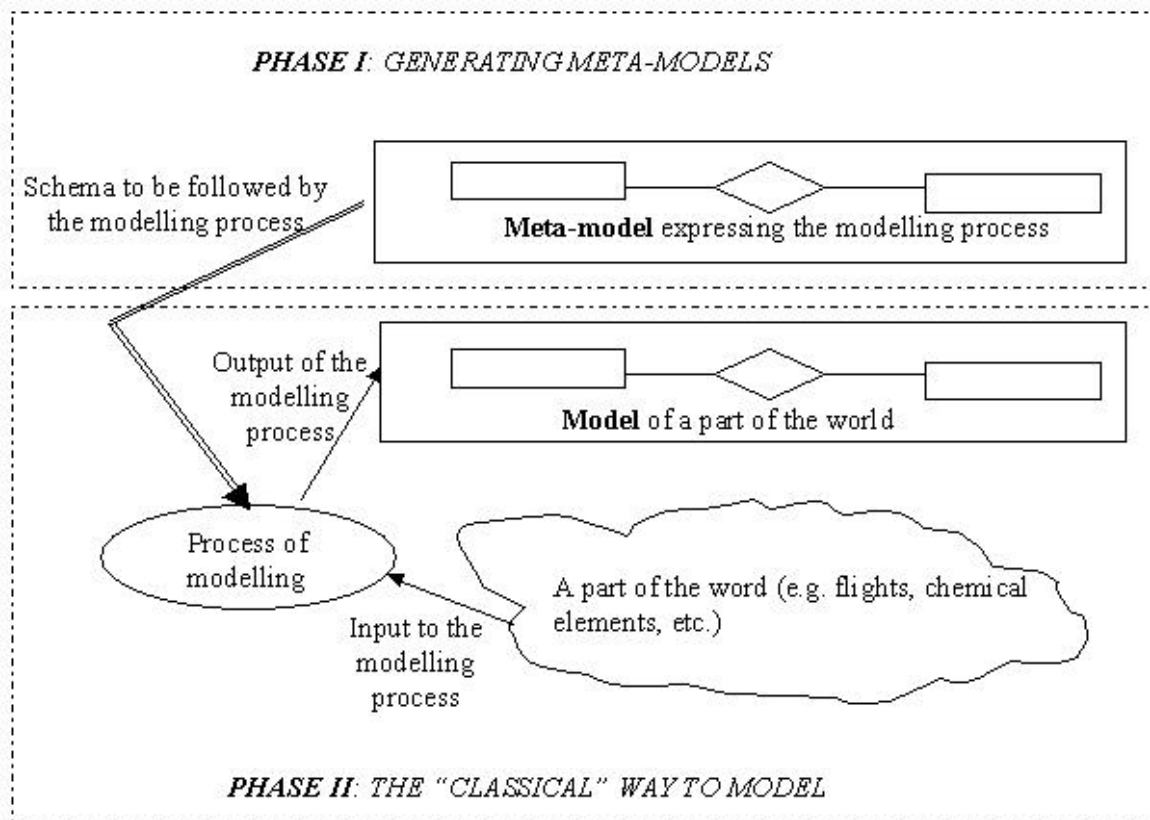 PHASE I: GENERATING META-MODELS
Schema to be followed by
the modelling process
Meta-model expressing the modelling process
Output of the
modelling
process
Model of a part of the world
Process of
modelling
A part of the word (e.g. flights, chemical
elements, etc.)
Input to the
modelling
process
PHASE II: THE “CLASSICAL” WAY TO MODEL